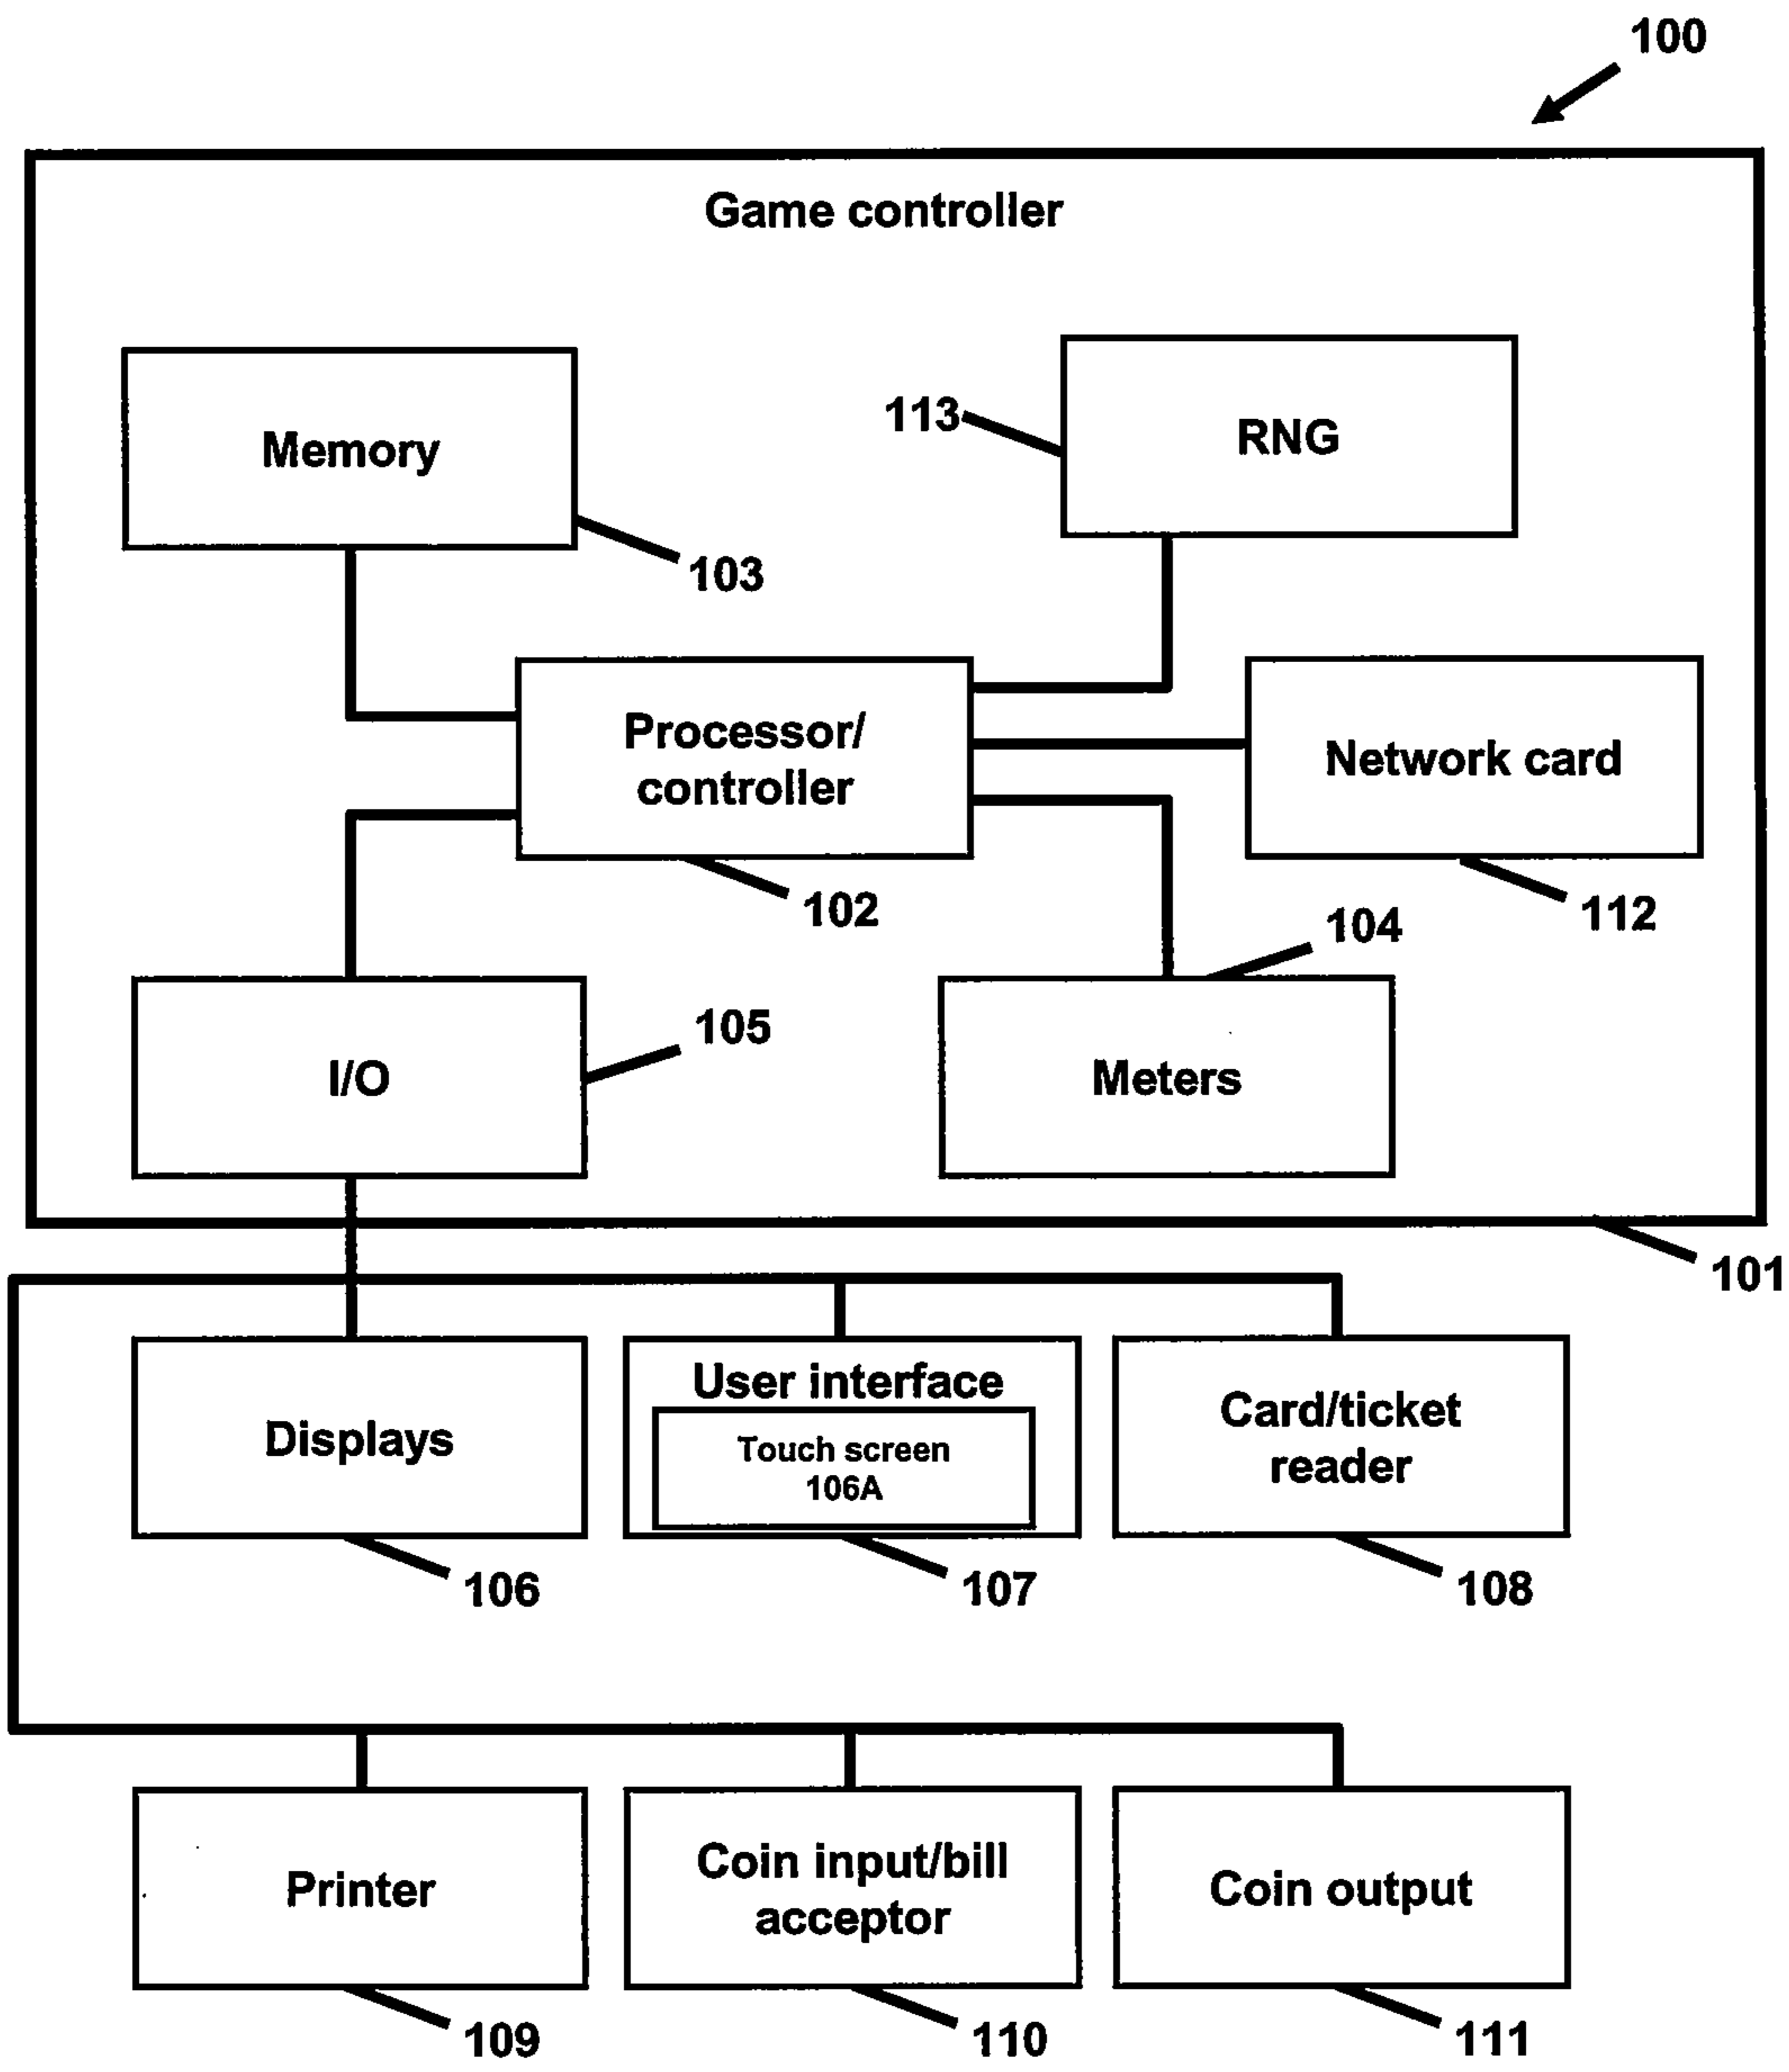 100
Game controller
Memory
113
RNG
103
Processor/
controller
Network card
102
112
104
105
I/O
Meters
101
Displays
User interface
Touch screen
106A
Card/ticket
reader
106
107
108
Printer
Coin input/bill
acceptor
Coin output
109
110
111